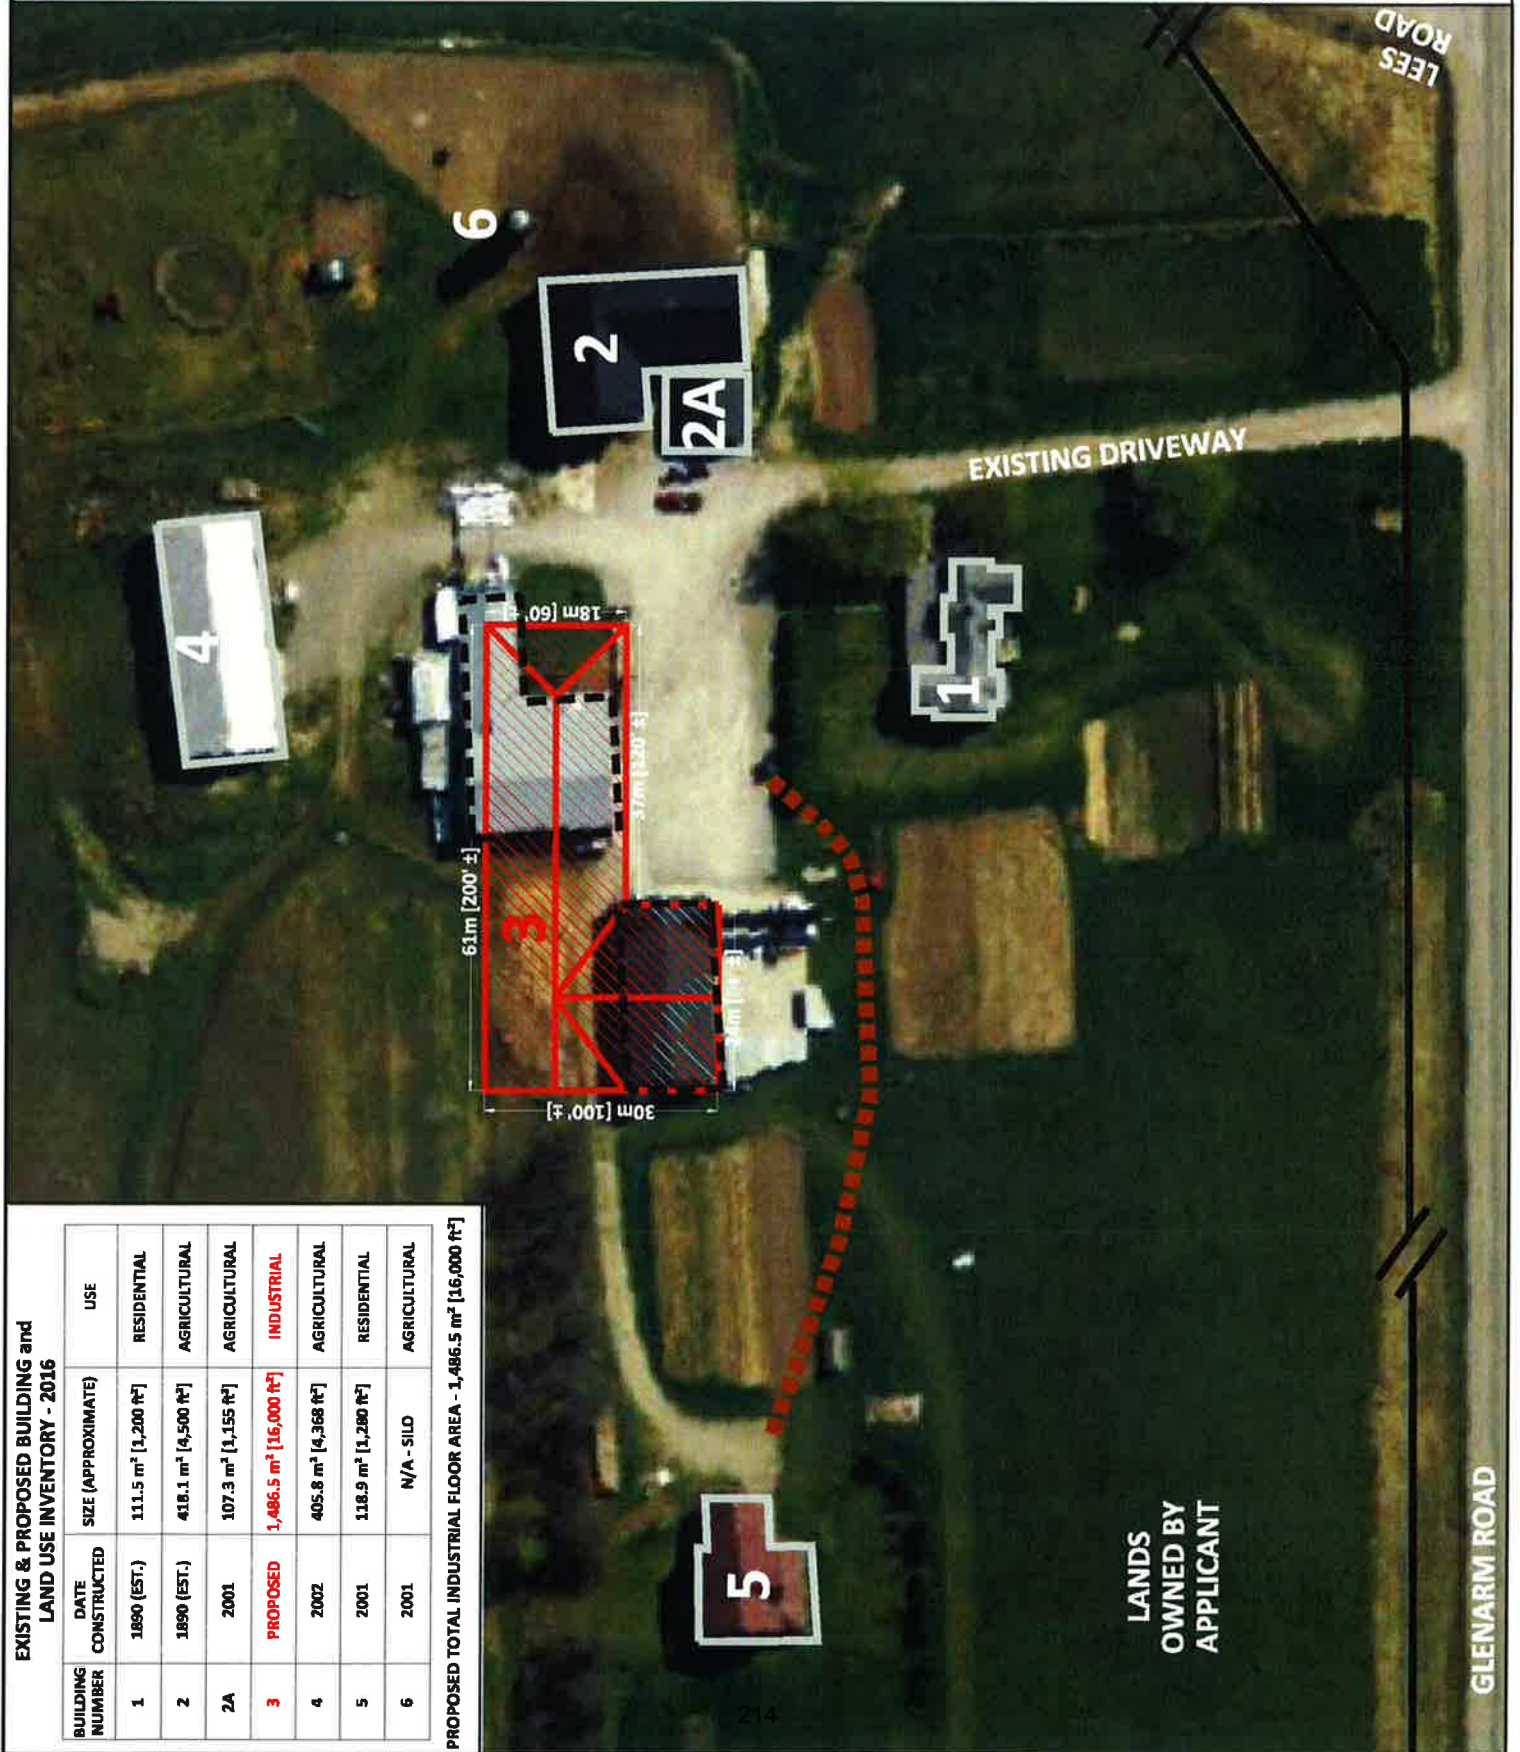 EXISTING & PROPOSED BUILDING and
LAND USE INVENTORY - 2016
BUILDING NUMBER DATE CONSTRUCTED SIZE (APPROXIMATE) USE
1 1890 (EST.) 111.5 m² [1,200 ft²] RESIDENTIAL
2 1890 (EST.) 418.1 m² [4,500 ft²] AGRICULTURAL
2A 2001 107.3 m² [1,155 ft²] AGRICULTURAL
3 PROPOSED 1,486.5 m² [16,000 ft²] INDUSTRIAL
4 2002 405.8 m² [4,368 ft²] AGRICULTURAL
5 2001 118.9 m² [1,280 ft²] RESIDENTIAL
6 2001 N/A - SILO AGRICULTURAL
PROPOSED TOTAL INDUSTRIAL FLOOR AREA - 1,486.5 m² [16,000 ft²]
4
6
61m [200' ±]
18m [60' ±]
3
2
2A
37m [120' ±]
30m [100' ±]
5
1
EXISTING DRIVEWAY
LANDS
OWNED BY
APPLICANT
LEES
ROAD
GLENARM ROAD
214